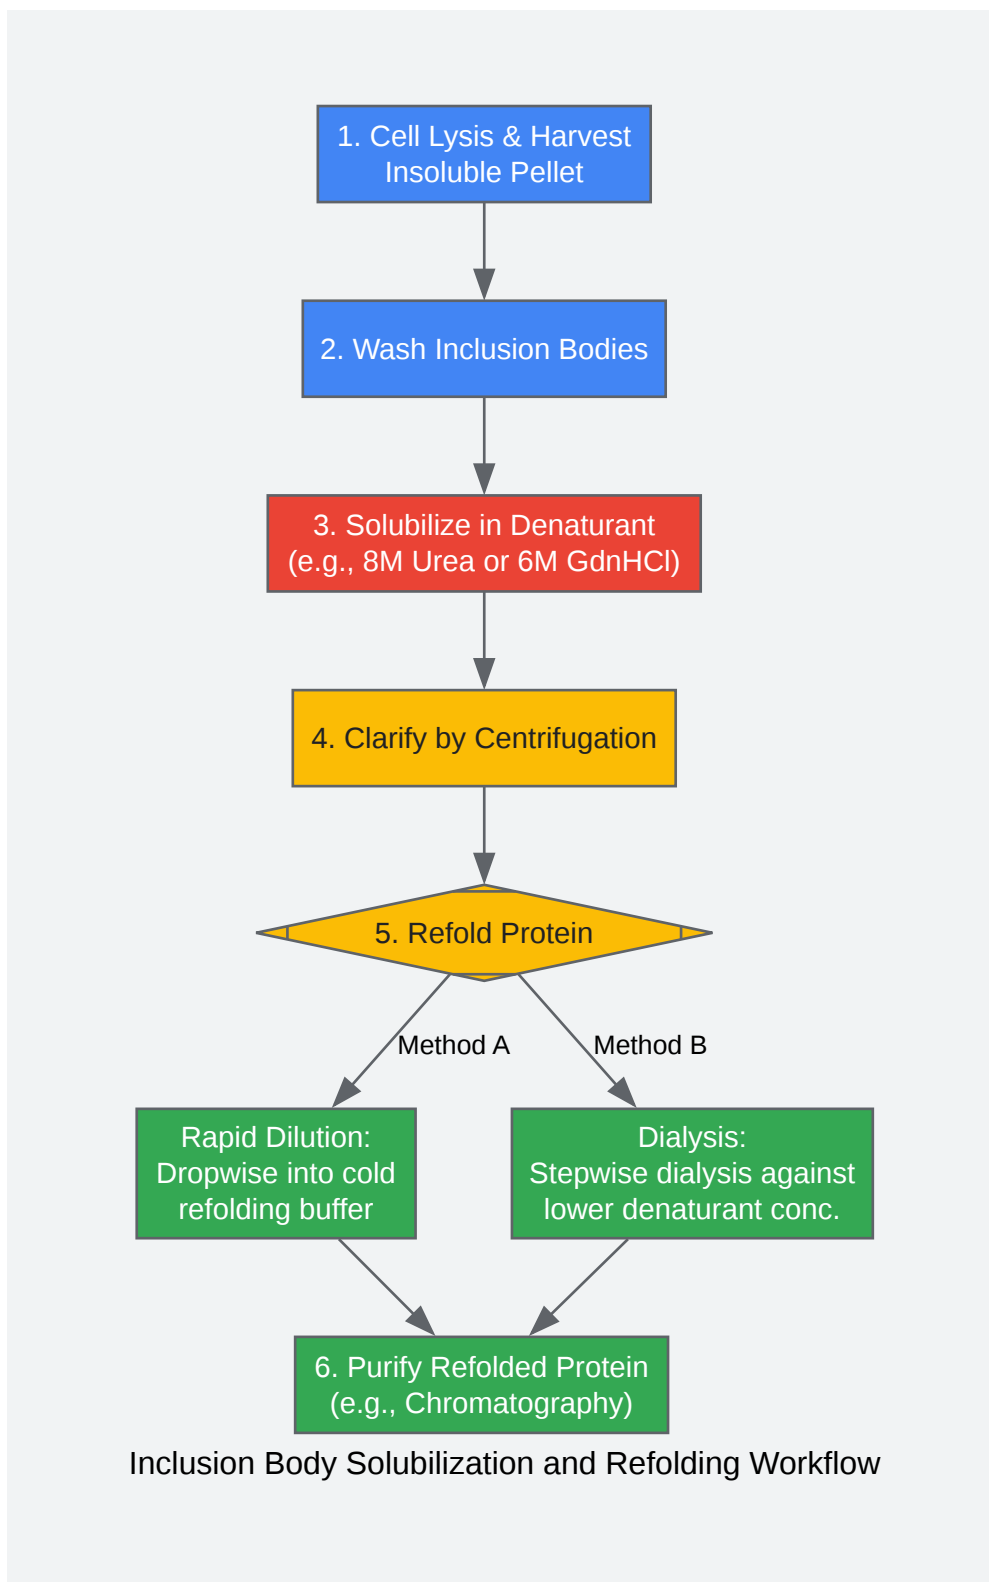 1. Cell Lysis & Harvest
Insoluble Pellet
2. Wash Inclusion Bodies
3. Solubilize in Denaturant
(e.g., 8M Urea or 6M GdnHCl)
4. Clarify by Centrifugation
5. Refold Protein
Method A
Method B
Rapid Dilution:
Dropwise into cold
refolding buffer
Dialysis:
Stepwise dialysis against
lower denaturant conc.
6. Purify Refolded Protein
(e.g., Chromatography)
Inclusion Body Solubilization and Refolding Workflow